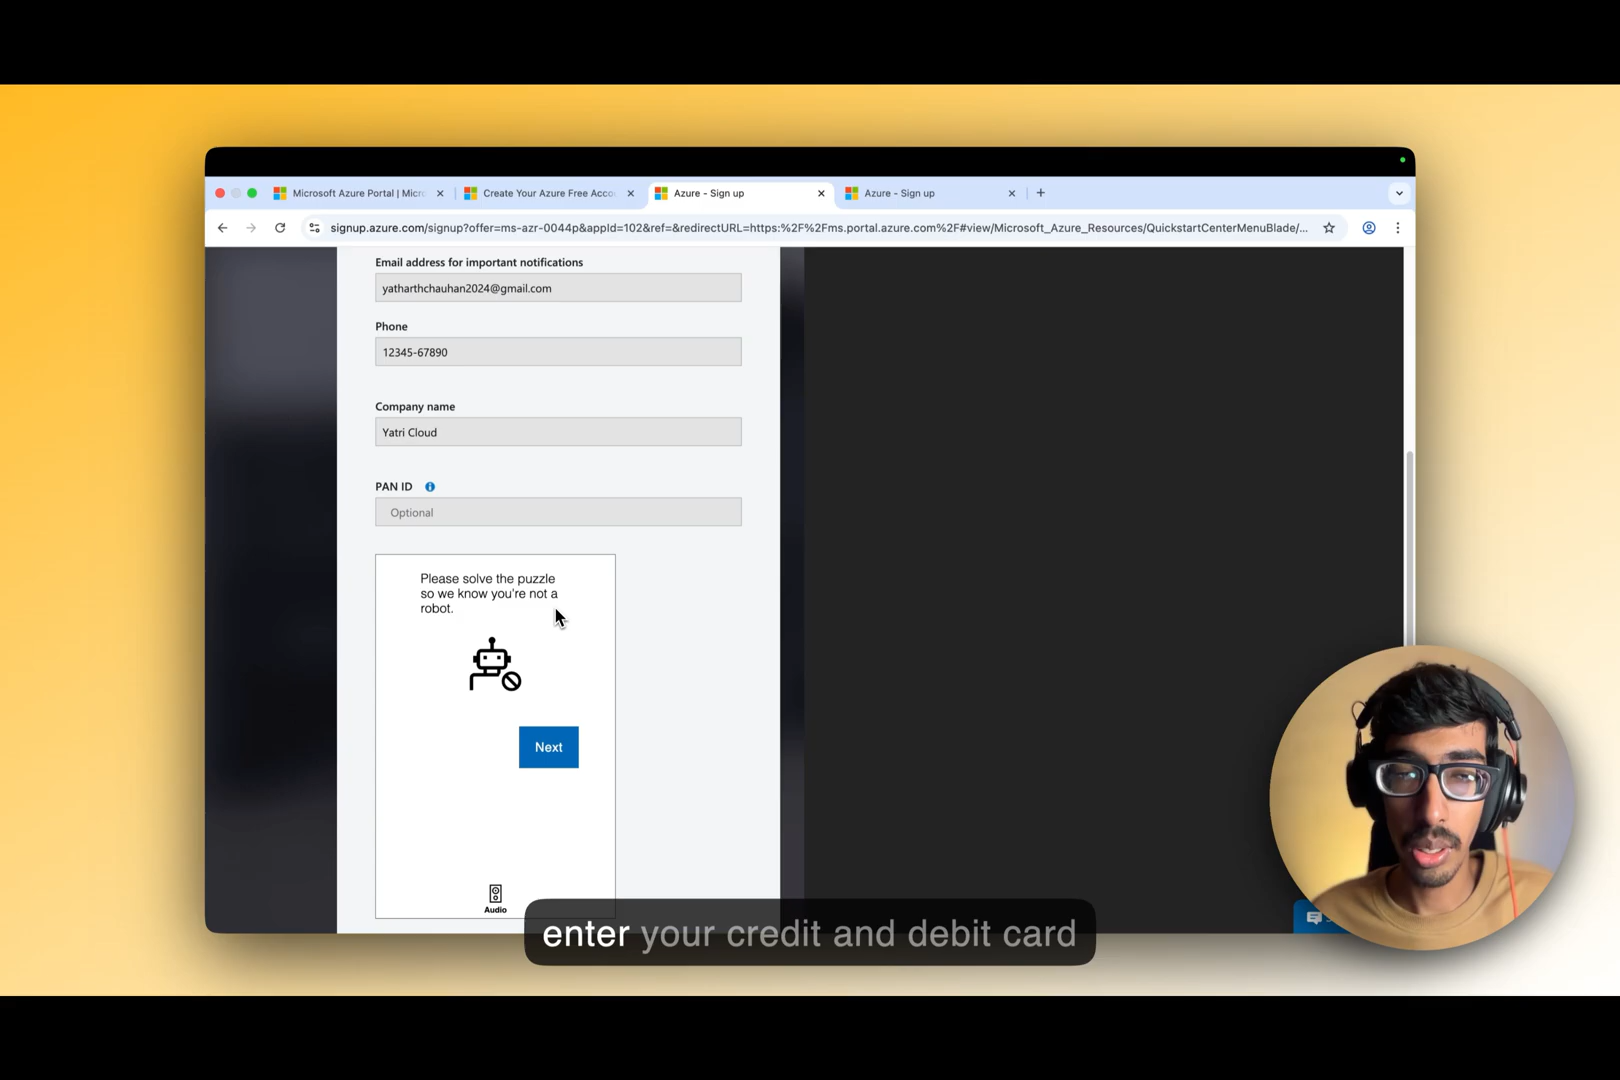 Microsoft Azure Portal | Micro
Create Your Azure Free Acco
Azure - Sign up
Azure - Sign up
signup.azure.com/signup?offer=ms-azr-0044p&appId=102&ref=&redirectURL=https:%2F%2Fms.portal.azure.com%2F#view/Microsoft_Azure_Resources/QuickstartCenterMenuBlade/...
Email address for important notifications
yatharthchauhan2024@gmail.com
Phone
12345-67890
Company name
Yatri Cloud
PAN ID
Optional
Please solve the puzzle
so we know you're not a
robot.
Next
Audio
enter your credit and debit card